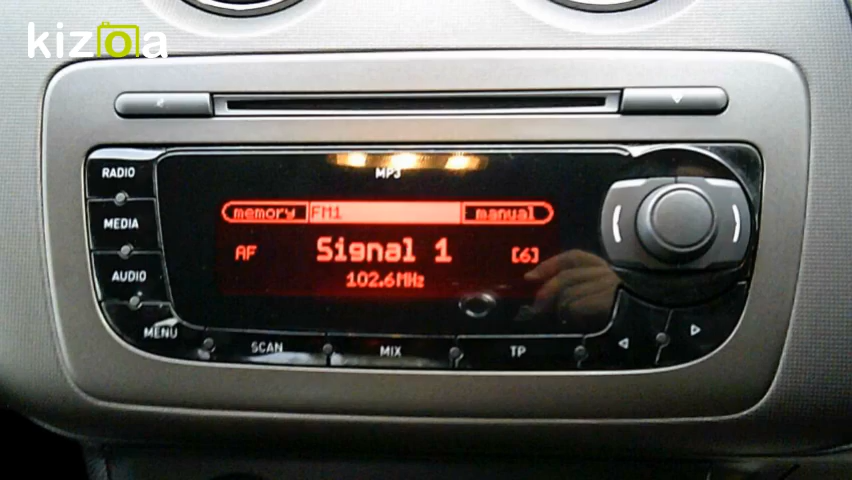 kizoa
MP3
RADIO
memory FM1 manual
MEDIA
AF Signal 1 [6]
102.6MHz
AUDIO
MENU
SCAN MIX TP